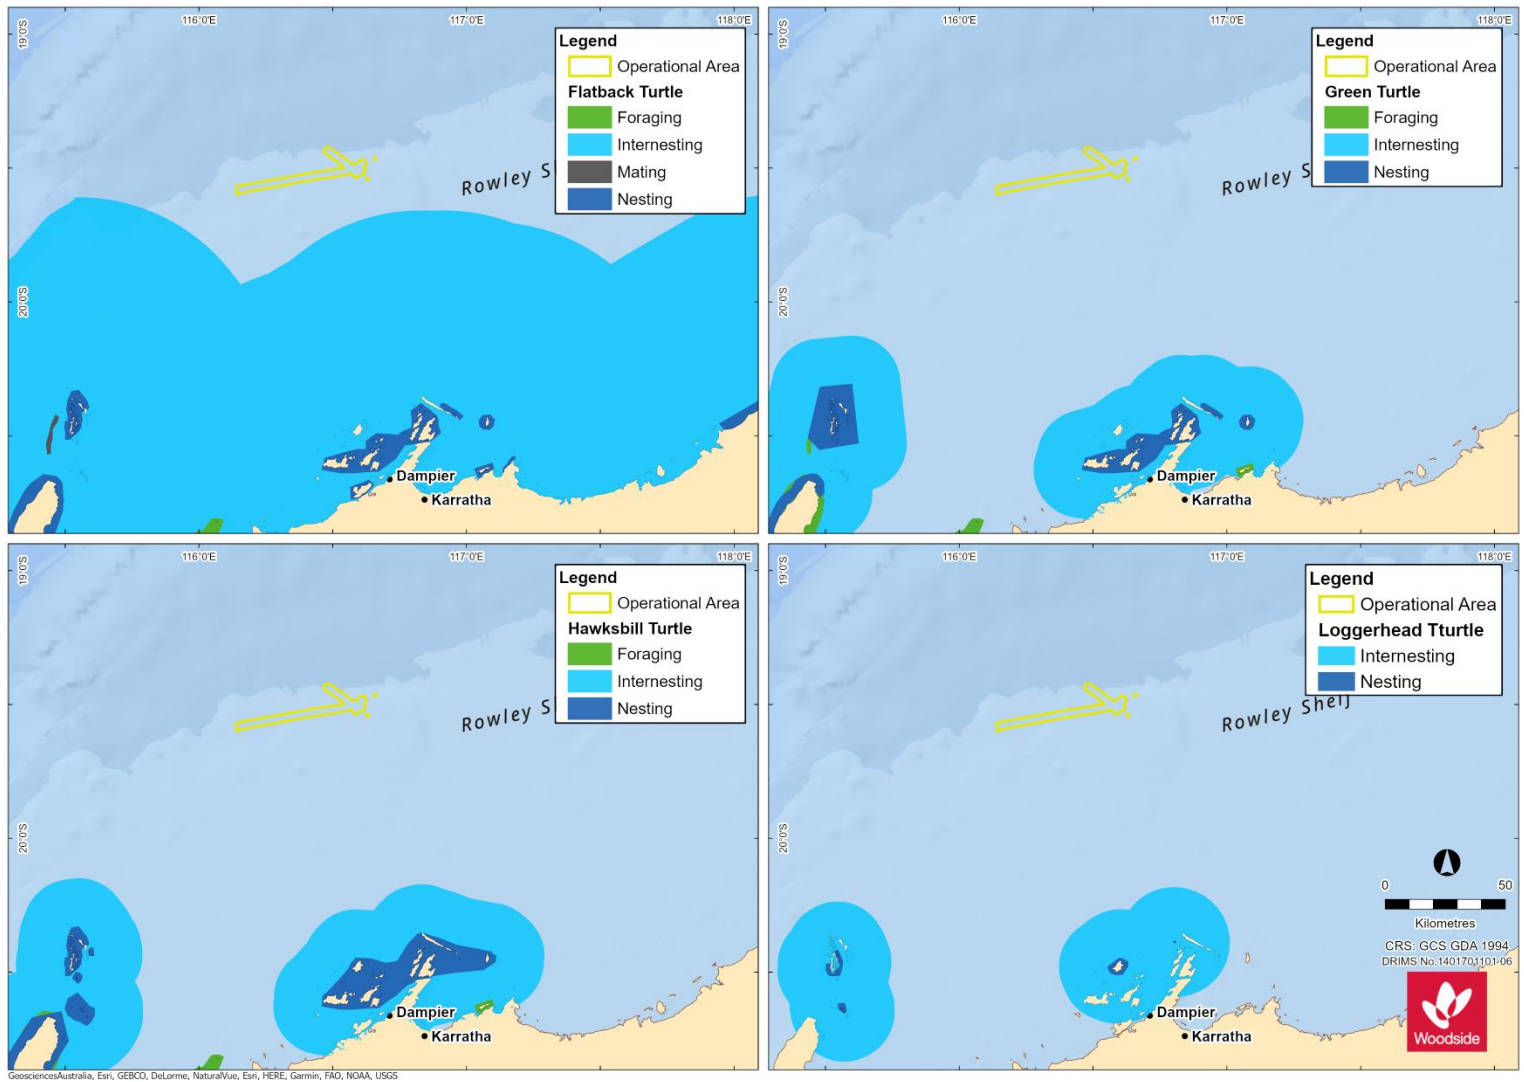 116°0'E
117°0'E
118°0'E
19°0'S
20°0'S
Legend
Operational Area
Flatback Turtle
Foraging
Internesting
Mating
Nesting
Rowley S
Dampier
Karratha
116°0'E
117°0'E
118°0'E
19°0'S
20°0'S
Legend
Operational Area
Green Turtle
Foraging
Internesting
Nesting
Rowley S
Dampier
Karratha
116°0'E
117°0'E
118°0'E
19°0'S
20°0'S
Legend
Operational Area
Hawksbill Turtle
Foraging
Internesting
Nesting
Rowley S
Dampier
Karratha
116°0'E
117°0'E
118°0'E
19°0'S
20°0'S
Legend
Operational Area
Loggerhead Tturtle
Internesting
Nesting
Rowley Shelf
Dampier
Karratha
0 50
Kilometres
CRS: GCS GDA 1994
DRIMS No.1401701101-06
Woodside
GeosciencesAustralia, Esri, GEBCO, DeLorme, NaturalVue, Esri, HERE, Garmin, FAO, NOAA, USGS